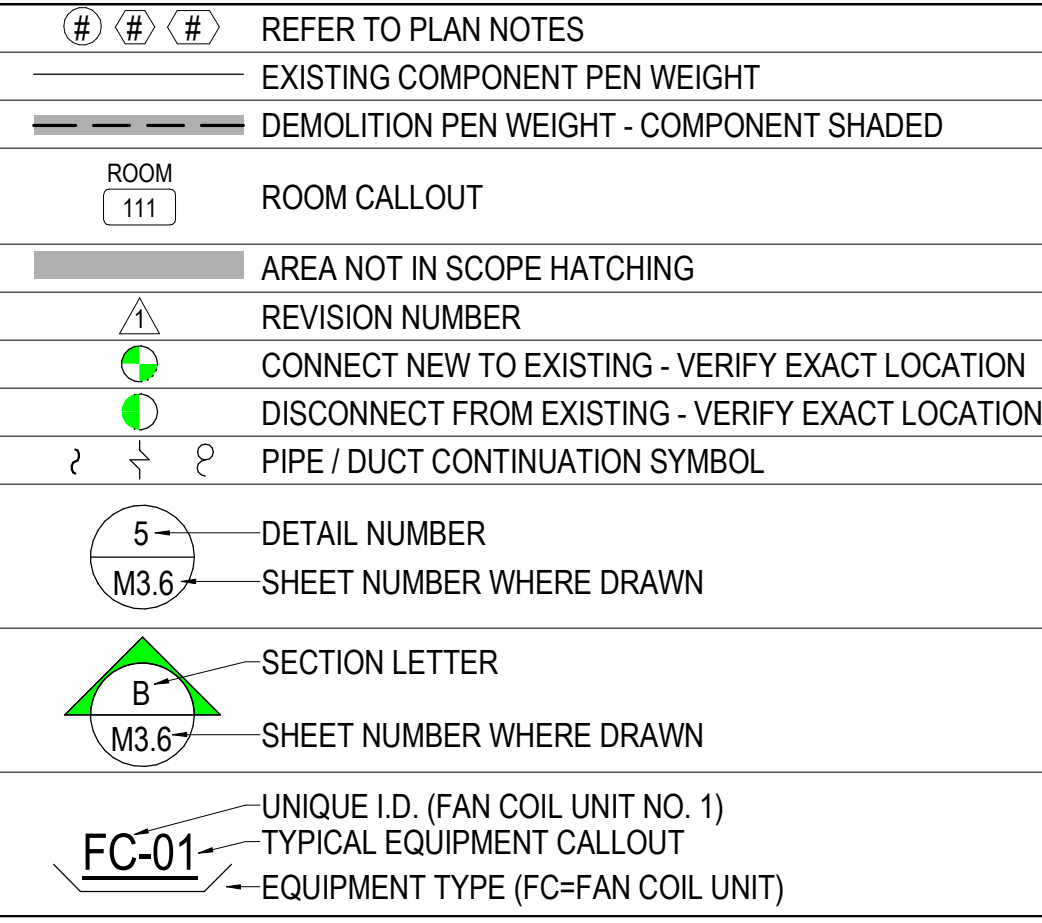 # # # REFER TO PLAN NOTES
EXISTING COMPONENT PEN WEIGHT
DEMOLITION PEN WEIGHT - COMPONENT SHADED
ROOM
111
ROOM CALLOUT
AREA NOT IN SCOPE HATCHING
1 REVISION NUMBER
CONNECT NEW TO EXISTING - VERIFY EXACT LOCATION
DISCONNECT FROM EXISTING - VERIFY EXACT LOCATION
PIPE / DUCT CONTINUATION SYMBOL
5 DETAIL NUMBER
M3.6 SHEET NUMBER WHERE DRAWN
B SECTION LETTER
M3.6 SHEET NUMBER WHERE DRAWN
UNIQUE I.D. (FAN COIL UNIT NO. 1)
FC-01 TYPICAL EQUIPMENT CALLOUT
EQUIPMENT TYPE (FC=FAN COIL UNIT)